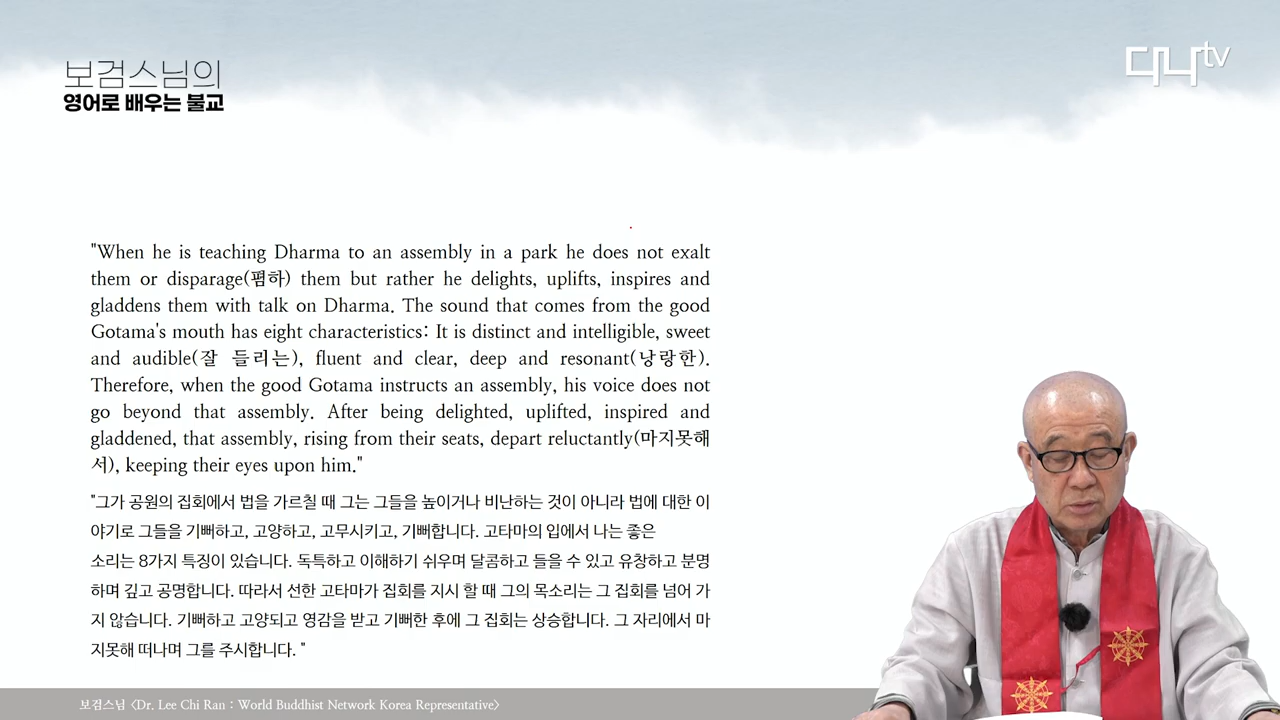 보검스님의
영어로 배우는 불교
다나tv
"When he is teaching Dharma to an assembly in a park he does not exalt
them or disparage(폄하) them but rather he delights, uplifts, inspires and
gladdens them with talk on Dharma. The sound that comes from the good
Gotama's mouth has eight characteristics: It is distinct and intelligible, sweet
and audible(잘 들리는), fluent and clear, deep and resonant(낭랑한).
Therefore, when the good Gotama instructs an assembly, his voice does not
go beyond that assembly. After being delighted, uplifted, inspired and
gladdened, that assembly, rising from their seats, depart reluctantly(마지못해
서), keeping their eyes upon him."
"그가 공원의 집회에서 법을 가르칠 때 그는 그들을 높이거나 비난하는 것이 아니라 법에 대한 이
야기로 그들을 기뻐하고, 고양하고, 고무시키고, 기뻐합니다. 고타마의 입에서 나는 좋은
소리는 8가지 특징이 있습니다. 독특하고 이해하기 쉬우며 달콤하고 들을 수 있고 유창하고 분명
하며 깊고 공명합니다. 따라서 선한 고타마가 집회를 지시 할 때 그의 목소리는 그 집회를 넘어 가
지 않습니다. 기뻐하고 고양되고 영감을 받고 기뻐한 후에 그 집회는 상승합니다. 그 자리에서 마
지못해 떠나며 그를 주시합니다. "
보검스님 <Dr. Lee Chi Ran : World Buddhist Network Korea Representative>